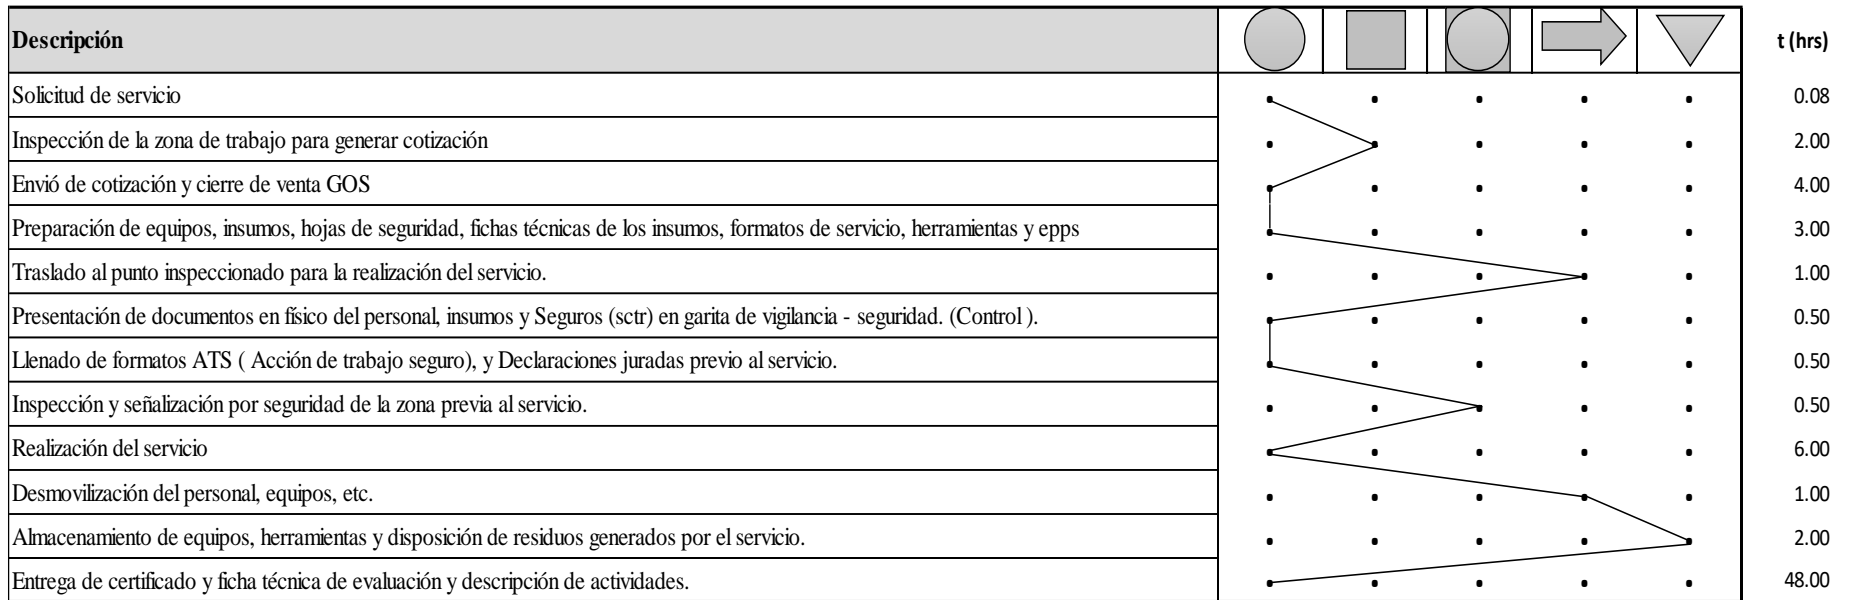 Descripción t (hrs)
Solicitud de servicio 0.08
Inspección de la zona de trabajo para generar cotización 2.00
Envió de cotización y cierre de venta GOS 4.00
Preparación de equipos, insumos, hojas de seguridad, fichas técnicas de los insumos, formatos de servicio, herramientas y epps 3.00
Traslado al punto inspeccionado para la realización del servicio. 1.00
Presentación de documentos en físico del personal, insumos y Seguros (sctr) en garita de vigilancia - seguridad. (Control ). 0.50
Llenado de formatos ATS ( Acción de trabajo seguro), y Declaraciones juradas previo al servicio. 0.50
Inspección y señalización por seguridad de la zona previa al servicio. 0.50
Realización del servicio 6.00
Desmovilización del personal, equipos, etc. 1.00
Almacenamiento de equipos, herramientas y disposición de residuos generados por el servicio. 2.00
Entrega de certificado y ficha técnica de evaluación y descripción de actividades. 48.00